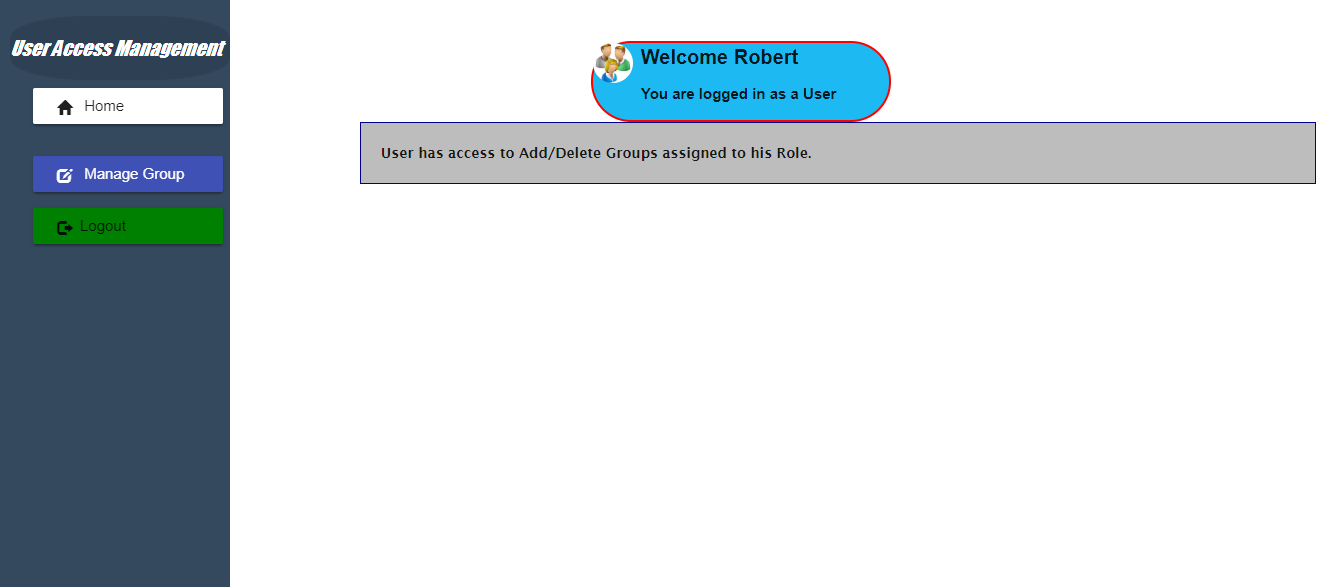 User Access Management
Home
Manage Group
Logout
Welcome Robert
You are logged in as a User
User has access to Add/Delete Groups assigned to his Role.